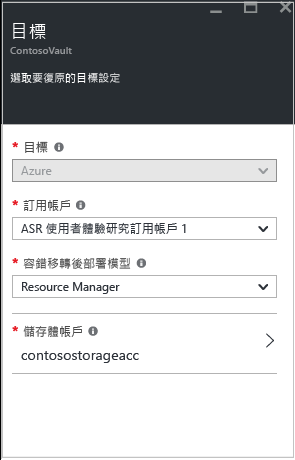 目標
ContosoVault
選取要復原的目標設定
* 目標
Azure
* 訂用帳戶
ASR 使用者體驗研究訂用帳戶 1
* 容錯移轉後部署模型
Resource Manager
* 儲存體帳戶
contosostorageacc